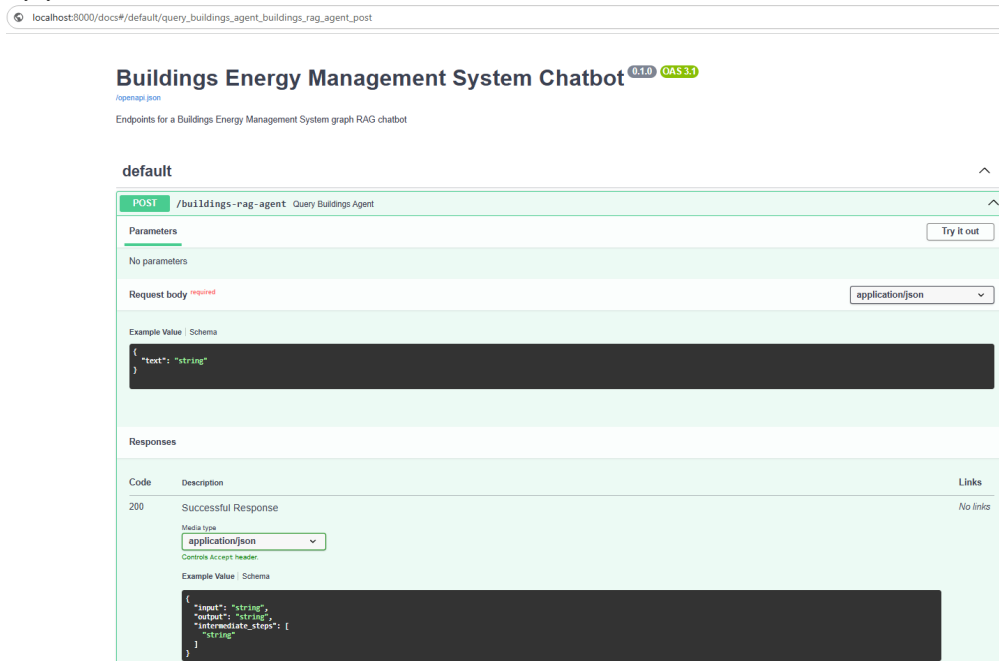 localhost:8000/docs#/default/query_buildings_agent_buildings_rag_agent_post
Buildings Energy Management System Chatbot 0.1.0 OAS 3.1
/openapi.json
Endpoints for a Buildings Energy Management System graph RAG chatbot
default
POST /buildings-rag-agent Query Buildings Agent
Parameters
Try it out
No parameters
Request body required
application/json
Example Value | Schema
{
  "text": "string"
}
Responses
Code Description Links
200 Successful Response No links
Media type
application/json
Controls Accept header.
Example Value | Schema
{
  "input": "string",
  "output": "string",
  "intermediate_steps": [
    "string"
  ]
}